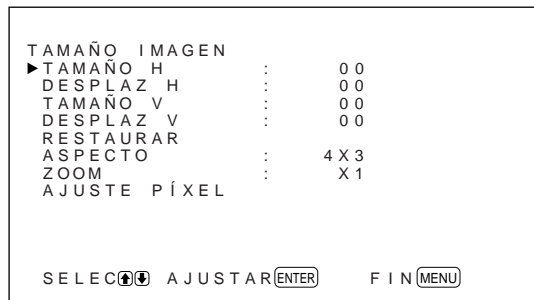 TAMAÑO IMAGEN
▶TAMAÑO H : 00
DESPLAZ H : 00
TAMAÑO V : 00
DESPLAZ V : 00
RESTAURAR
ASPECTO : 4X3
ZOOM : X1
AJUSTE PÍXEL
SELEC⬆⬇ AJUSTAR ENTER FIN MENU